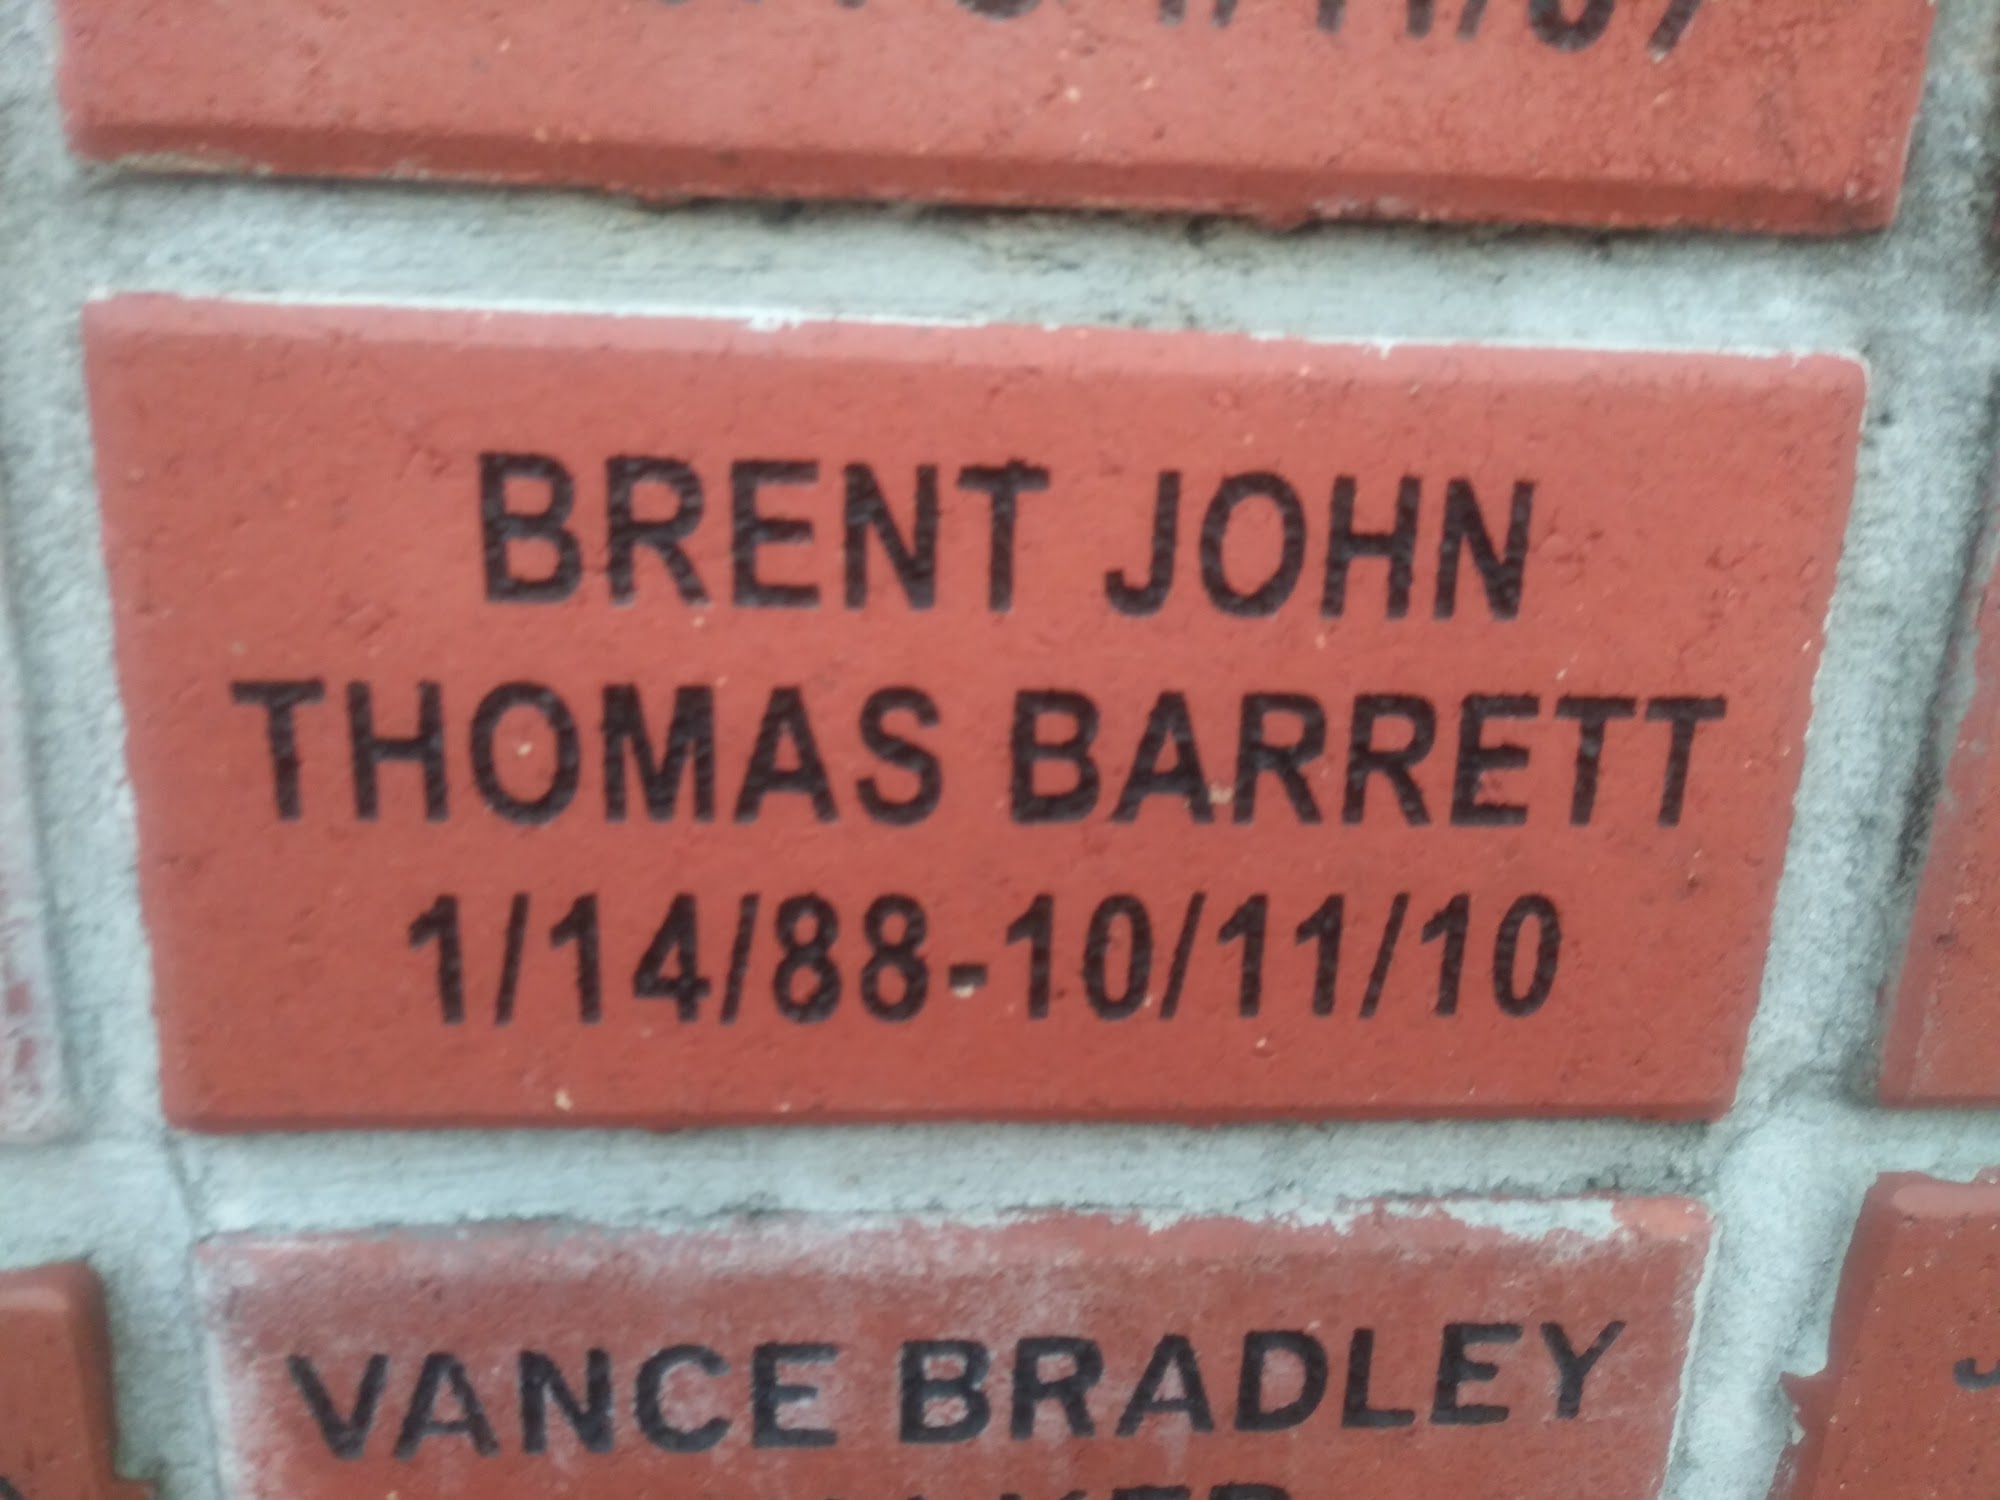 BRENT JOHN
THOMAS BARRETT
1/14/88-10/11/10
VANCE BRADLEY